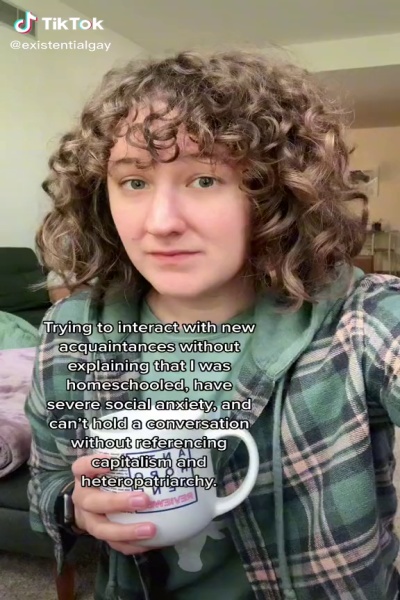 TikTok
@existentialgay
Trying to interact with new
acquaintances without
explaining that I was
homeschooled, have
severe social anxiety, and
can't hold a conversation
without referencing
capitalism and
heteropatriarchy.